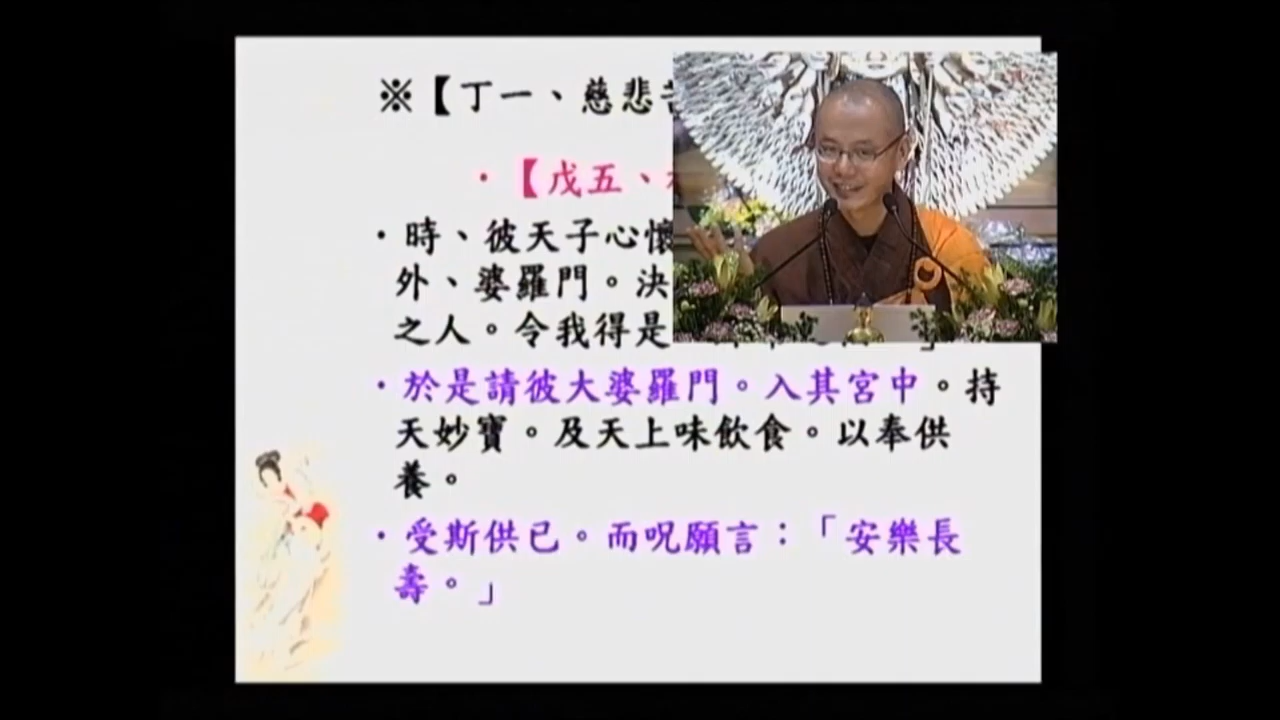 ※【丁一、慈悲
・【戊五、
・時、彼天子心懷
外、婆羅門。決
之人。令我得是
・於是請彼大婆羅門。入其宮中。持
天妙寶。及天上味飲食。以奉供
養。
・受斯供已。而呪願言：「安樂長
壽。」